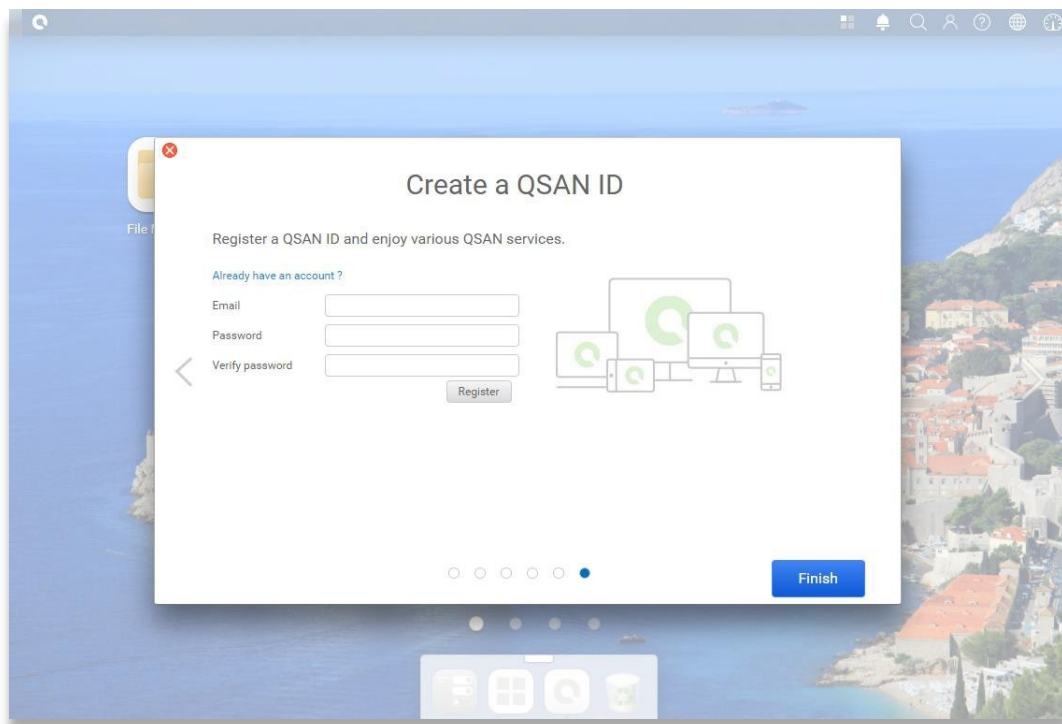 Create a QSAN ID
File
Register a QSAN ID and enjoy various QSAN services.
Already have an account ?
Email
Password
Verify password
Register
Finish